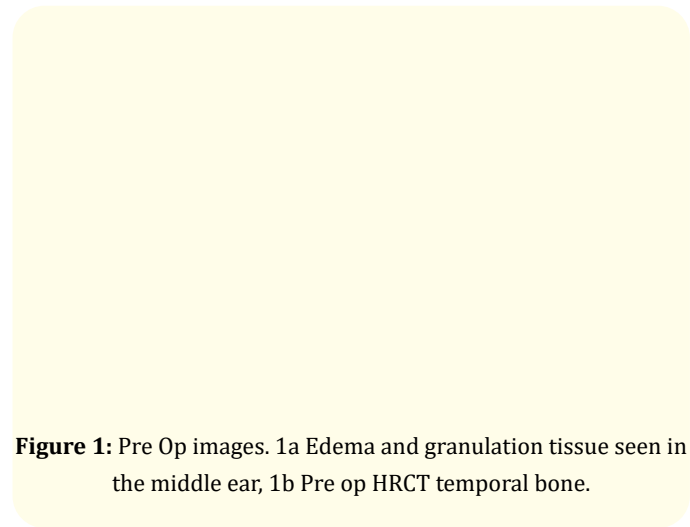 Figure 1: Pre Op images. 1a Edema and granulation tissue seen in
the middle ear, 1b Pre op HRCT temporal bone.